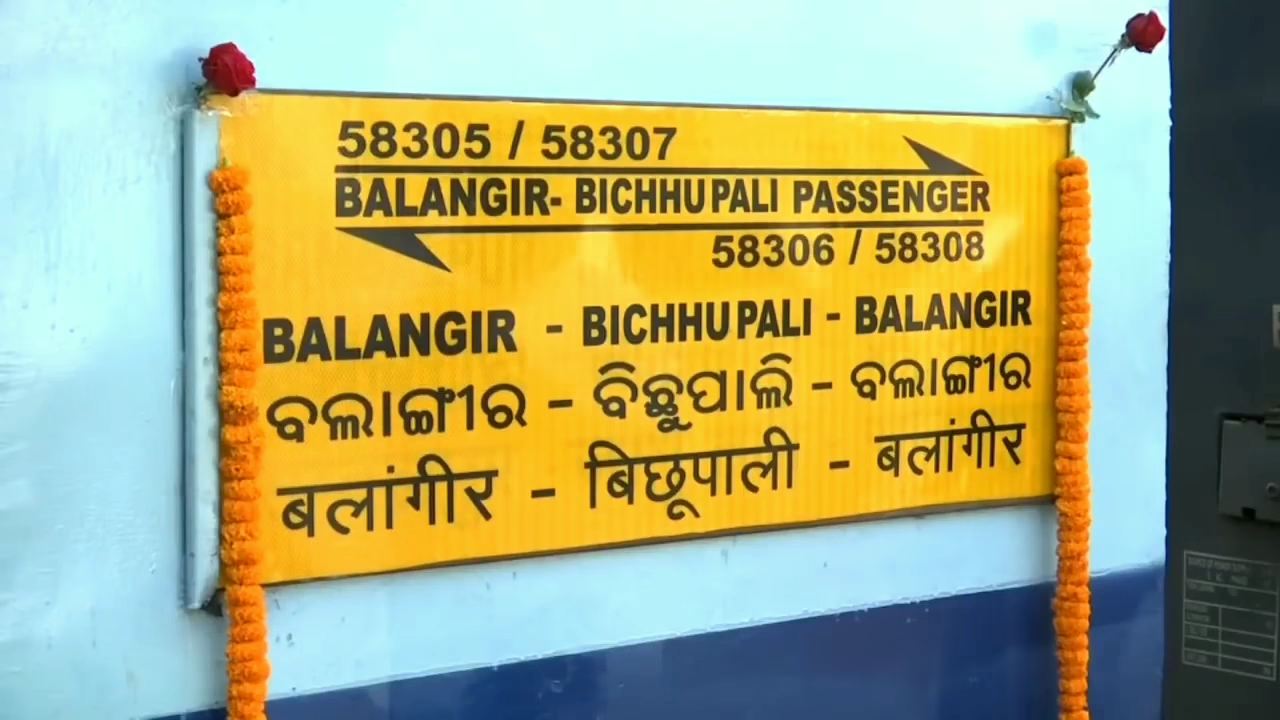 58305 / 58307
BALANGIR- BICHHUPALI PASSENGER
58306 / 58308
BALANGIR - BICHHUPALI - BALANGIR
ବଲାଙ୍ଗୀର - ବିଚ୍ଛୁପାଲି - ବଲାଙ୍ଗୀର
बलांगीर - बिछूपाली - बलांगीर